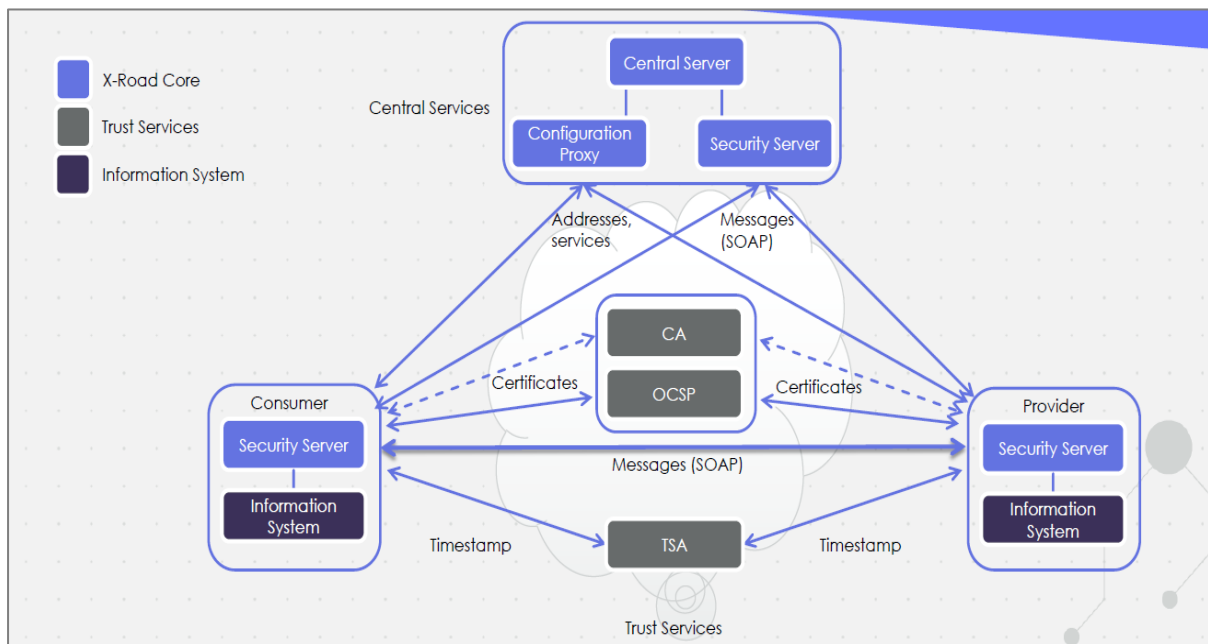 X-Road Core
Trust Services
Information System
Central Services
Central Server
Configuration
Proxy
Security Server
Addresses,
services
Messages
(SOAP)
CA
OCSP
Certificates
Certificates
Consumer
Security Server
Information
System
Provider
Security Server
Information
System
Messages (SOAP)
Timestamp
TSA
Timestamp
Trust Services